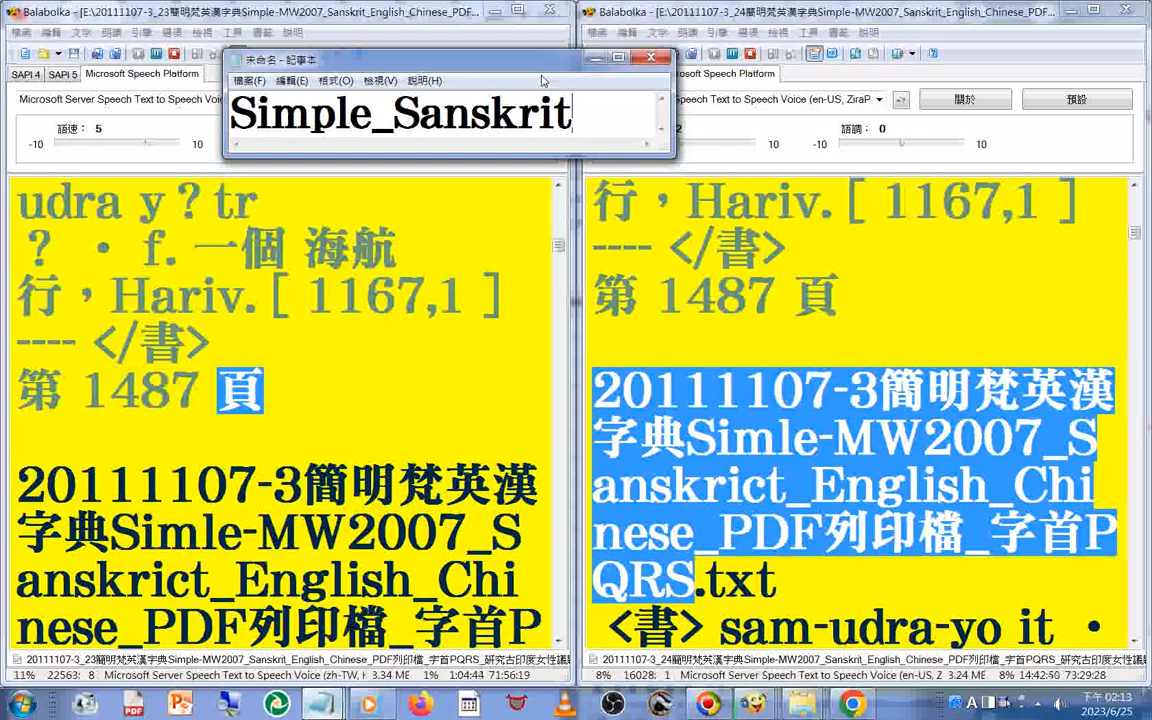 Balabolka - [E:\20111107-3_23簡明梵英漢字典Simple-MW2007_Sanskrit_English_Chinese_PDF...
Balabolka - [E:\20111107-3_24簡明梵英漢字典Simple-MW2007_Sanskrit_English_Chinese_PDF...
未命名 - 記事本
檔案(F) 編輯(E) 格式(O) 檢視(V) 說明(H)
Simple_Sanskrit
SAPI 4 SAPI 5 Microsoft Speech Platform
Speech Platform
Microsoft Server Speech Text to Speech Voice
Speech Text to Speech Voice (en-US, ZiraP
關於
預設
語速： 5
-10
10
2
10
語調： 0
-10
10
udra y？tr
？ · f. 一個 海航
行，Hariv.[ 1167,1 ]
---- </書>
第 1487 頁
20111107-3簡明梵英漢
字典Simle-MW2007_S
anskrict_English_Chi
nese_PDF列印檔_字首P
行，Hariv.[ 1167,1 ]
---- </書>
第 1487 頁
20111107-3簡明梵英漢
字典Simle-MW2007_S
anskrict_English_Chi
nese_PDF列印檔_字首P
QRS.txt
<書> sam-udra-yo it ·
20111107-3_23簡明梵英漢字典Simple-MW2007_Sanskrit_English_Chinese_PDF列印檔_字首PQRS_研究古印度女性議
20111107-3_24簡明梵英漢字典Simple-MW2007_Sanskrit_English_Chinese_PDF列印檔_字首PQRS_研究古印度女性議
11% 22563: 8 Microsoft Server Speech Text to Speech Voice (zh-TW, H 3.34 ME 1% 1:04:44 71:56:19
8% 16028: 1 Microsoft Server Speech Text to Speech Voice (en-US, Z 3.24 ME 14:42:50 73:29:28
下午 02:13
2023/6/25